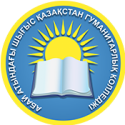 АБАЙ АТЫНДАҒЫ ШЫҒЫС ҚАЗАҚСТАН ГУМАНИТАРЛЫҚ КОЛЛЕДЖІ